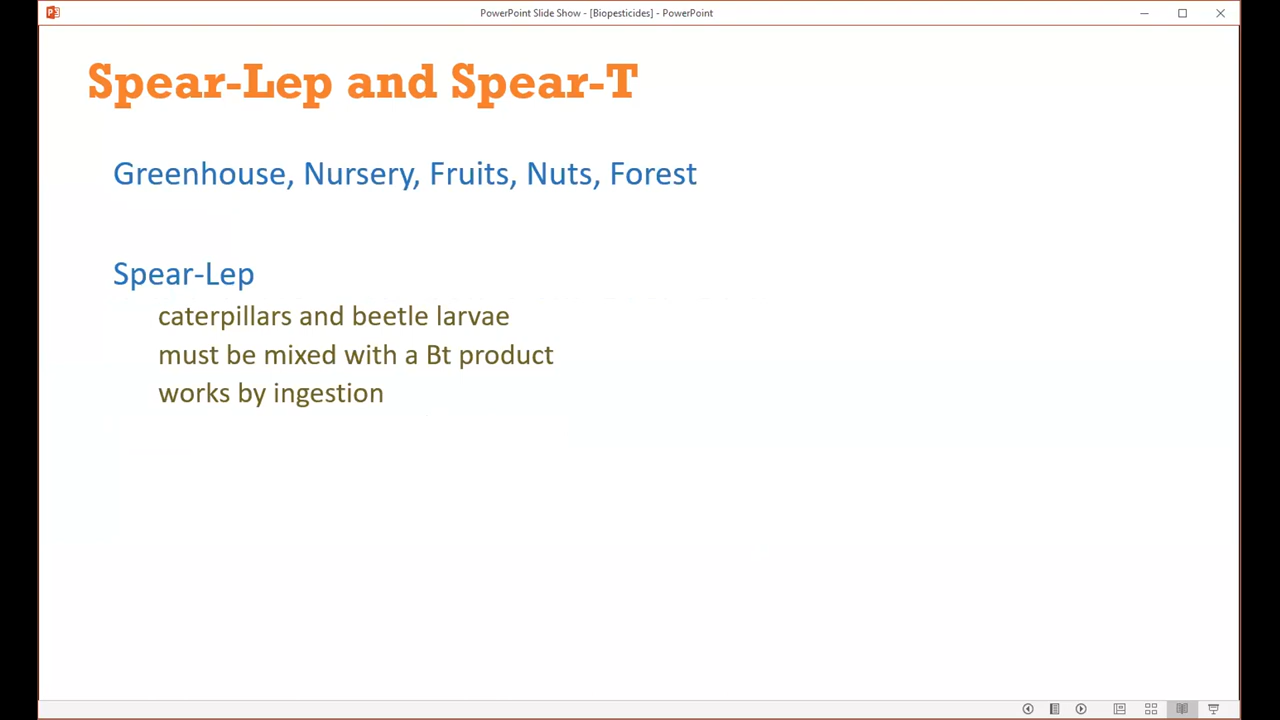 PowerPoint Slide Show - [Biopesticides] - PowerPoint
Spear-Lep and Spear-T
Greenhouse, Nursery, Fruits, Nuts, Forest
Spear-Lep
caterpillars and beetle larvae
must be mixed with a Bt product
works by ingestion